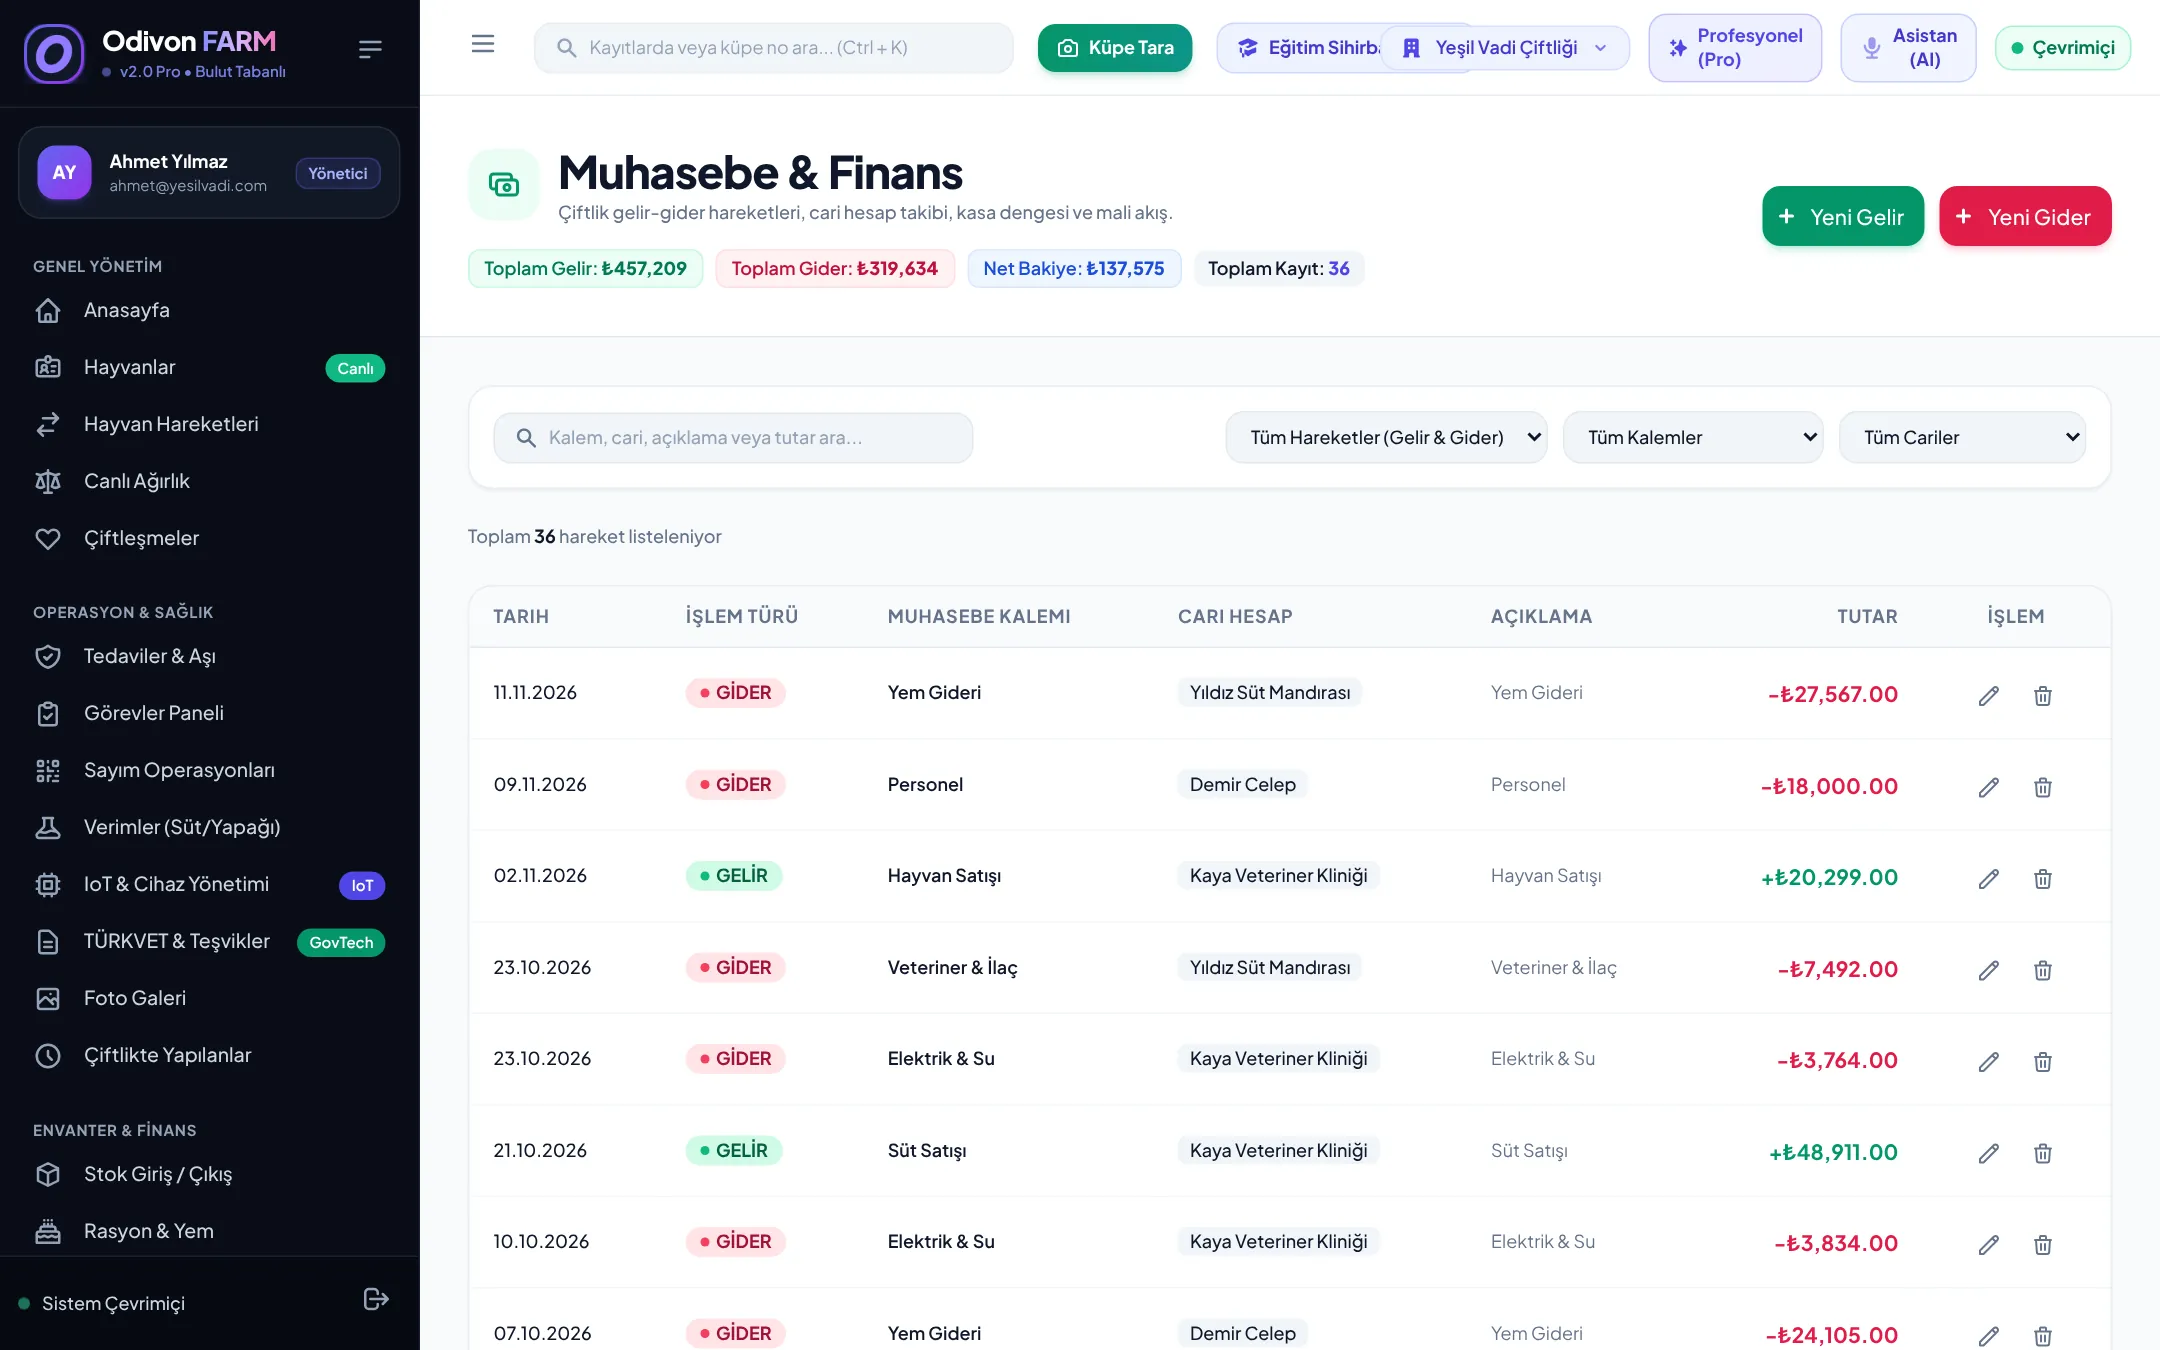 Odivon FARM
v2.0 Pro • Bulut Tabanlı
AY
Ahmet Yılmaz
ahmet@yesilvadi.com
Yönetici
GENEL YÖNETİM
Anasayfa
Hayvanlar
Canlı
Hayvan Hareketleri
Canlı Ağırlık
Çiftleşmeler
OPERASYON & SAĞLIK
Tedaviler & Aşı
Görevler Paneli
Sayım Operasyonları
Verimler (Süt/Yapağı)
IoT & Cihaz Yönetimi
IoT
TÜRKVET & Teşvikler
GovTech
Foto Galeri
Çiftlikte Yapılanlar
ENVANTER & FİNANS
Stok Giriş / Çıkış
Rasyon & Yem
Sistem Çevrimiçi
Kayıtlarda veya küpe no ara... (Ctrl + K)
Küpe Tara
Eğitim Sihirb
Yeşil Vadi Çiftliği
Profesyonel
(Pro)
Asistan
(AI)
Çevrimiçi
Muhasebe & Finans
Çiftlik gelir-gider hareketleri, cari hesap takibi, kasa dengesi ve mali akış.
Yeni Gelir
Yeni Gider
Toplam Gelir: ₺457,209
Toplam Gider: ₺319,634
Net Bakiye: ₺137,575
Toplam Kayıt: 36
Kalem, cari, açıklama veya tutar ara...
Tüm Hareketler (Gelir & Gider)
Tüm Kalemler
Tüm Cariler
Toplam 36 hareket listeleniyor
TARIH İŞLEM TÜRÜ MUHASEBE KALEMI CARI HESAP AÇIKLAMA TUTAR İŞLEM
11.11.2026 GİDER Yem Gideri Yıldız Süt Mandırası Yem Gideri -₺27,567.00
09.11.2026 GİDER Personel Demir Celep Personel -₺18,000.00
02.11.2026 GELİR Hayvan Satışı Kaya Veteriner Kliniği Hayvan Satışı +₺20,299.00
23.10.2026 GİDER Veteriner & İlaç Yıldız Süt Mandırası Veteriner & İlaç -₺7,492.00
23.10.2026 GİDER Elektrik & Su Kaya Veteriner Kliniği Elektrik & Su -₺3,764.00
21.10.2026 GELİR Süt Satışı Kaya Veteriner Kliniği Süt Satışı +₺48,911.00
10.10.2026 GİDER Elektrik & Su Kaya Veteriner Kliniği Elektrik & Su -₺3,834.00
07.10.2026 GİDER Yem Gideri Demir Celep Yem Gideri -₺24,105.00